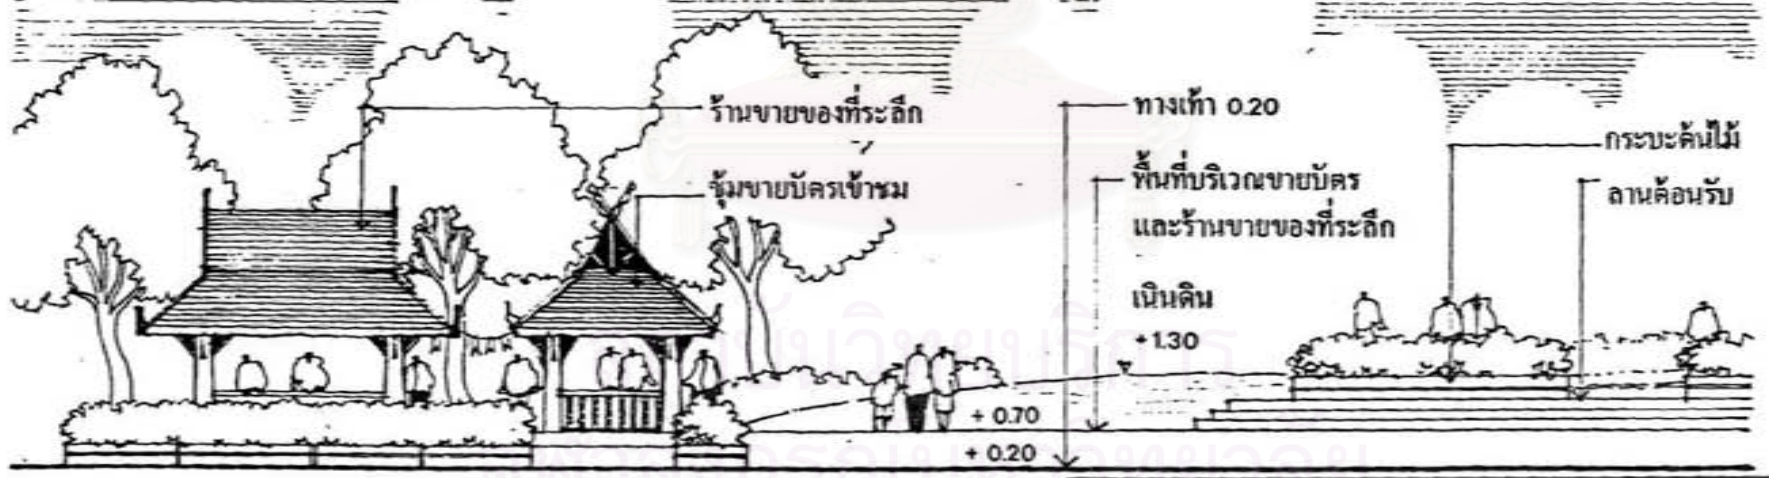 ร้านขายของที่ระลึก
ซุ้มขายบัตรเข้าชม
ทางเท้า 0.20
พื้นที่บริเวณขายบัตร
และร้านขายของที่ระลึก
เนินดิน
+1.30
+ 0.70
+ 0.20
กระบะต้นไม้
ลานต้อนรับ